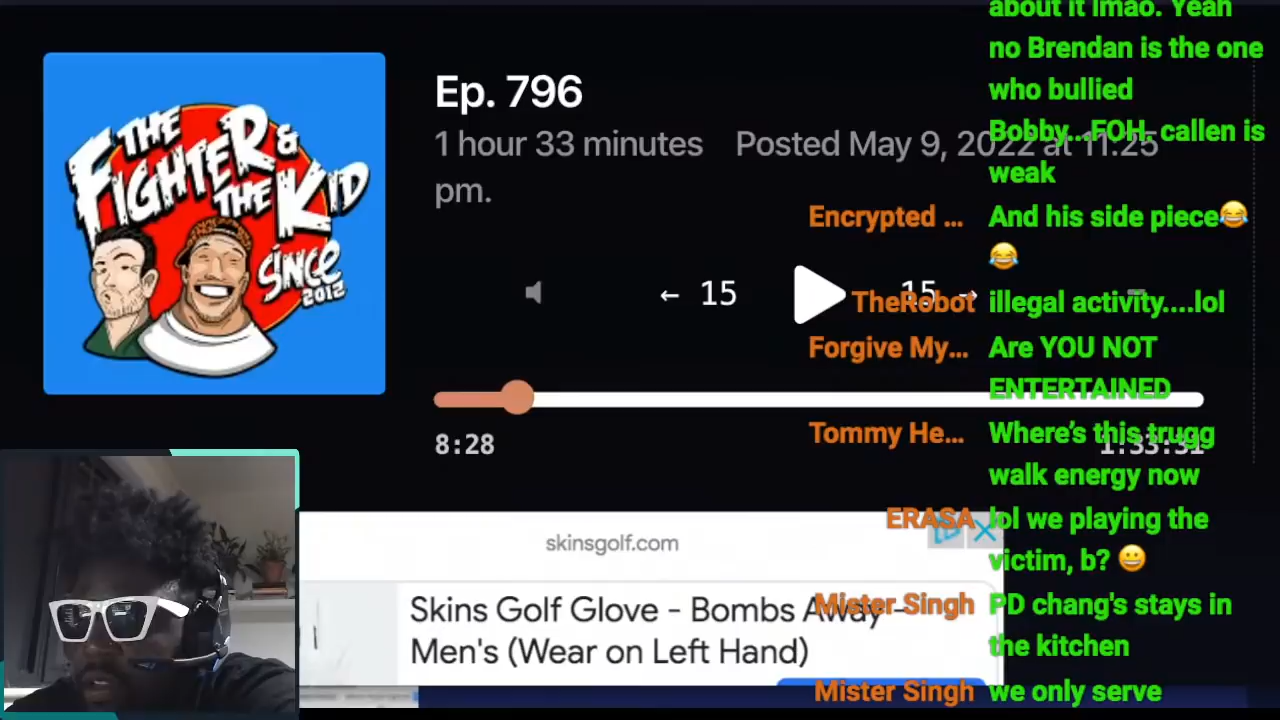 THE
FIGHTER &
THE KID
SINCE
2012
Ep. 796
1 hour 33 minutes Posted May 9, 2022 at 11:25
pm.
← 15
15 →
8:28
1:33:31
skinsgolf.com
Skins Golf Glove - Bombs Away -
Men's (Wear on Left Hand)
about it lmao. Yeah
no Brendan is the one
who bullied
Bobby...FOH, callen is
weak
Encrypted ... And his side piece😂
😂
TheRobot illegal activity....lol
Forgive My... Are YOU NOT
ENTERTAINED
Tommy He... Where's this trugg
walk energy now
ERASA lol we playing the
victim, b? 😀
Mister Singh PD chang's stays in
the kitchen
Mister Singh we only serve